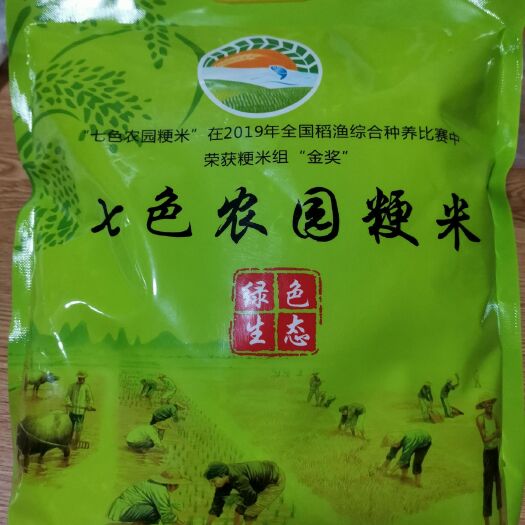 “七色农园粳米”在2019年全国稻渔综合种养比赛中
荣获粳米组“金奖”
七色农园粳米
绿色
生态